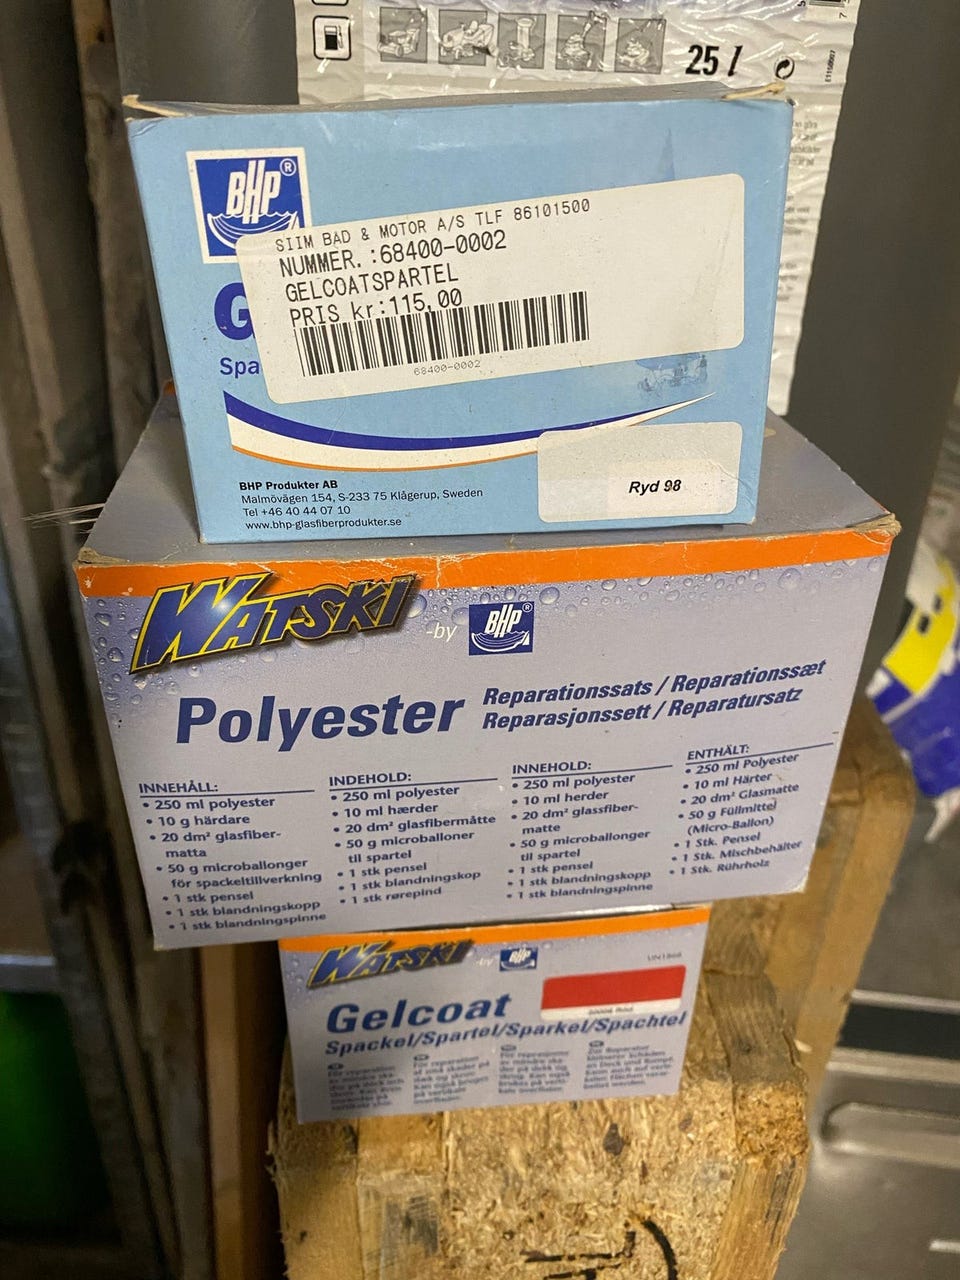 25 l
BHP®
SIIM BAD & MOTOR A/S TLF 86101500
NUMMER.:68400-0002
GELCOATSPARTEL
PRIS kr:115,00
68400-0002
G
Spa
Ryd 98
BHP Produkter AB
Malmövägen 154, S-233 75 Klågerup, Sweden
Tel +46 40 44 07 10
www.bhp-glasfiberprodukter.se
WATSKI
-by BHP®
Polyester
Reparationssats / Reparationssæt
Reparasjonssett / Reparatursatz
INNEHÅLL:
• 250 ml polyester
• 10 g härdare
• 20 dm² glasfiber-
matta
• 50 g microballonger
för spackeltillverkning
• 1 stk pensel
• 1 stk blandningskopp
• 1 stk blandningspinne
INDEHOLD:
• 250 ml polyester
• 10 ml hærder
• 20 dm² glasfibermåtte
• 50 g microballoner
til spartel
• 1 stk pensel
• 1 stk blandningskop
• 1 stk rørepind
INNHOLD:
• 250 ml polyester
• 10 ml herder
• 20 dm² glassfiber-
matte
• 50 g microballonger
til spartel
• 1 stk pensel
• 1 stk blandningskopp
• 1 stk blandningspinne
ENTHÄLT:
• 250 ml Polyester
• 10 ml Härter
• 20 dm² Glasmatte
• 50 g Füllmittel
(Micro-Ballon)
• 1 Stk. Pensel
• 1 Stk. Mischbehälter
• 1 Stk. Rührholz
WATSKI
-by BHP
UN1866
Gelcoat
Spackel/Spartel/Sparkel/Spachtel